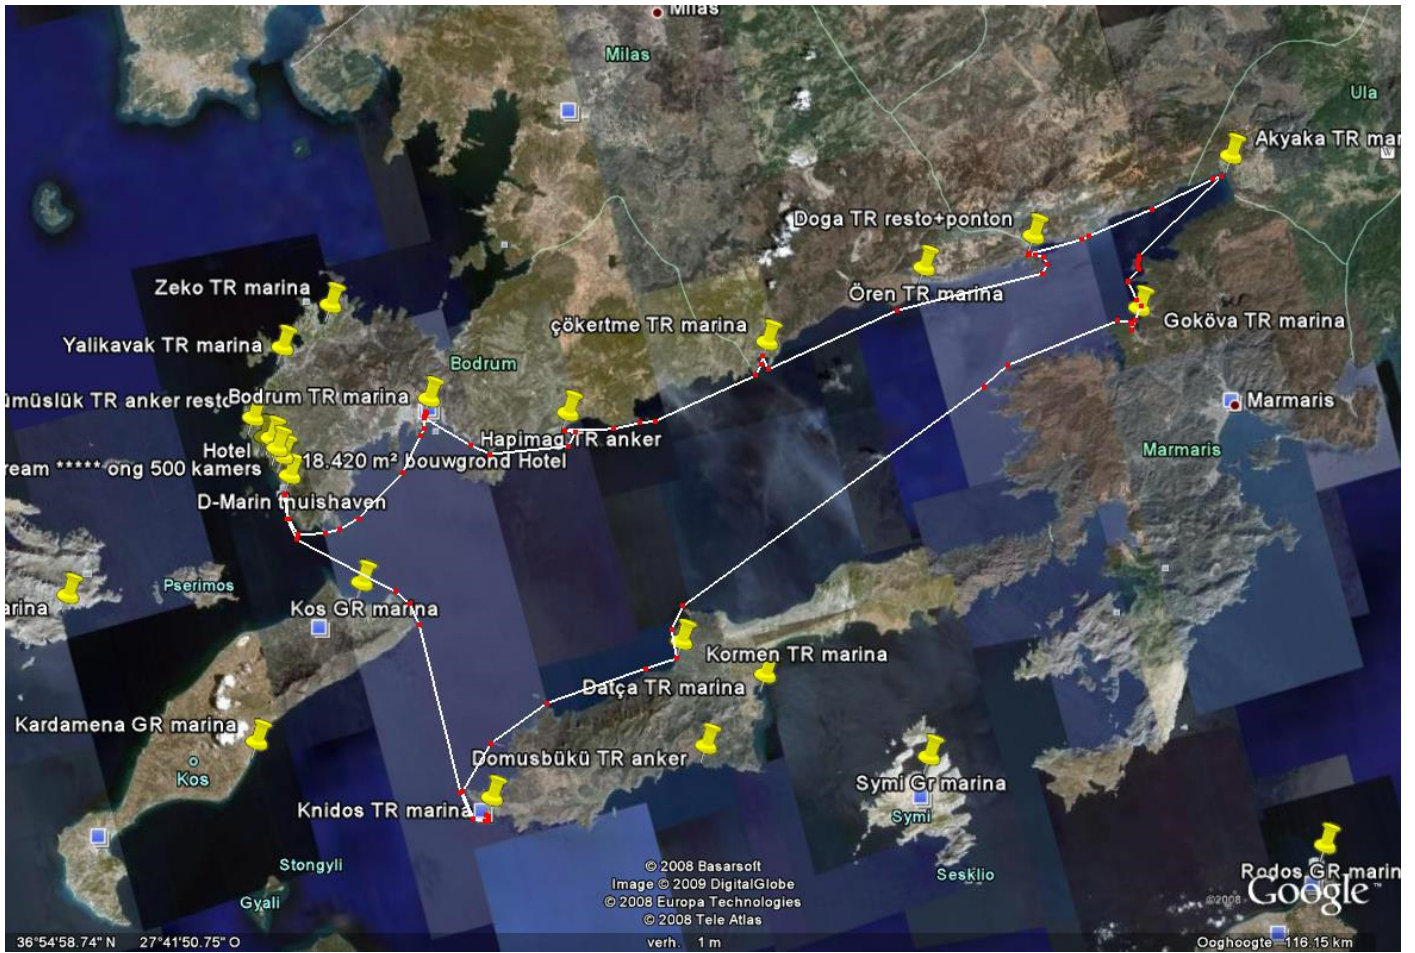 Milas
Milas
Ula
Akyaka TR mar
W
Doga TR resto+ponton
Zeko TR marina
Ören TR marina
Goköva TR marina
çökertme TR marina
Yalikavak TR marina
Bodrum
Bodrum TR marina
ümüslük TR anker resto
Marmaris
Hapimag TR anker
Marmaris
Hotel
18.420 m² bouwgrond Hotel
ream ***** ong 500 kamers
D-Marin thuishaven
Pserimos
arina
Kos GR marina
Kormen TR marina
Datça TR marina
Kardamena GR marina
Domusbükü TR anker
Kos
Symi Gr marina
Knidos TR marina
Symi
Stongyli
Sesklio
Rodos GR marin
Gyali
© 2008 Basarsoft
Image © 2009 DigitalGlobe
© 2008 Europa Technologies
© 2008 Tele Atlas
©2008 Google™
36°54'58.74" N 27°41'50.75" O verh. 1 m Ooghoogte 116.15 km